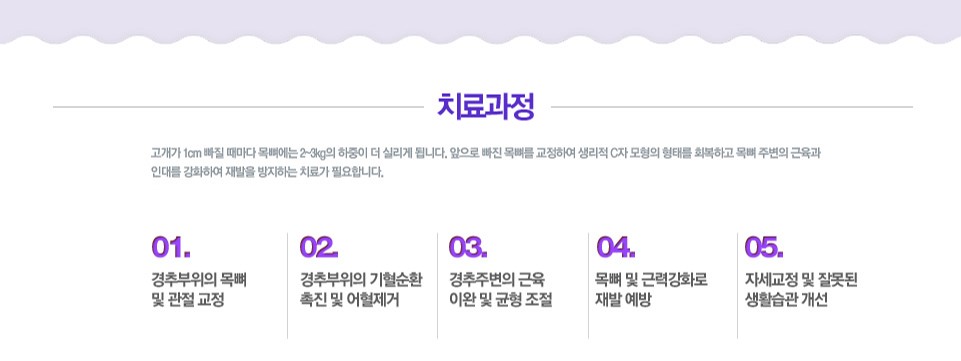 치료과정
고개가 1cm 빠질 때마다 목뼈에는 2~3kg의 하중이 더 실리게 됩니다. 앞으로 빠진 목뼈를 교정하여 생리적 C자 모형의 형태를 회복하고 목뼈 주변의 근육과
인대를 강화하여 재발을 방지하는 치료가 필요합니다.
01.
경추부위의 목뼈
및 관절 교정
02.
경추부위의 기혈순환
촉진 및 어혈제거
03.
경추주변의 근육
이완 및 균형 조절
04.
목뼈 및 근력강화로
재발 예방
05.
자세교정 및 잘못된
생활습관 개선